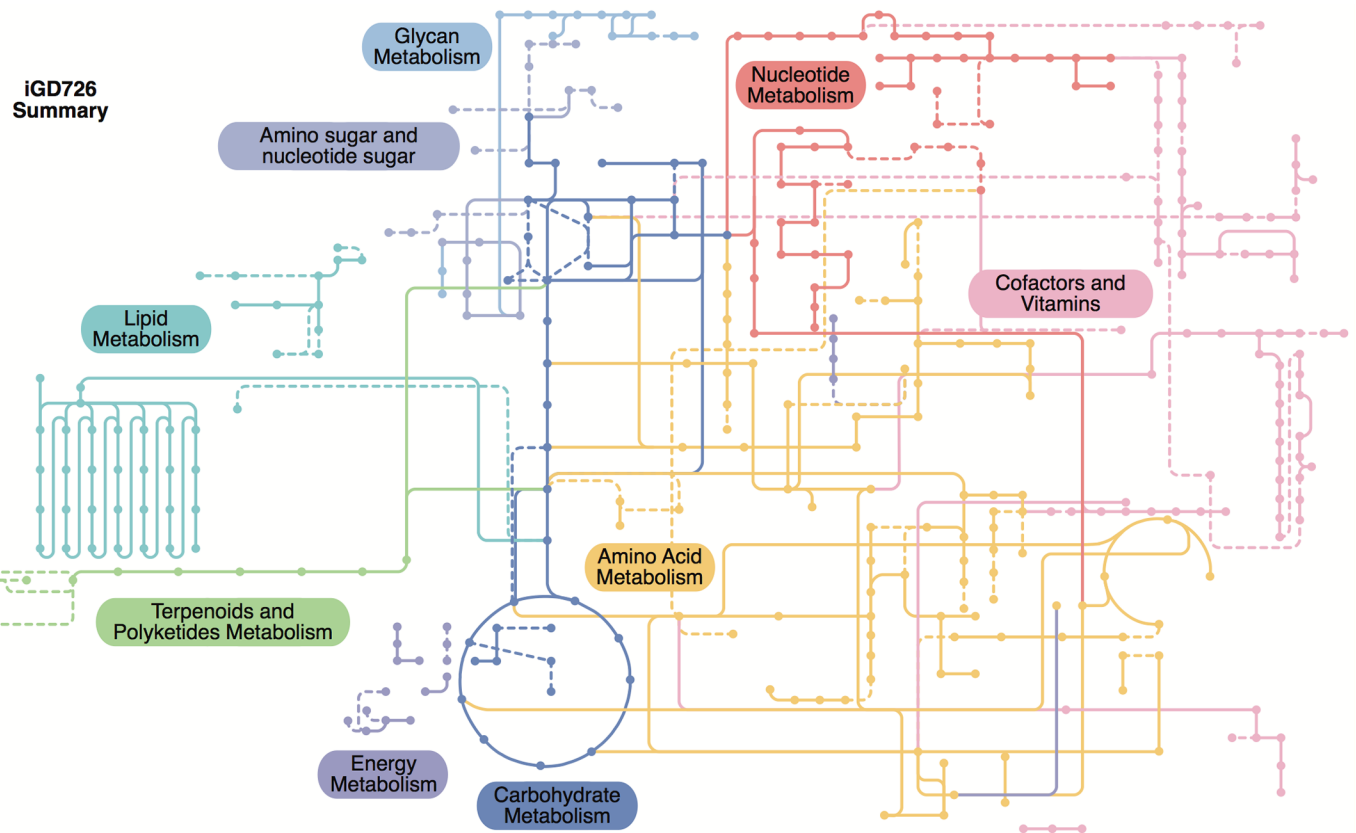 Glycan
Metabolism
iGD726
Summary
Nucleotide
Metabolism
Amino sugar and
nucleotide sugar
Cofactors and
Vitamins
Lipid
Metabolism
Amino Acid
Metabolism
Terpenoids and
Polyketides Metabolism
Energy
Metabolism
Carbohydrate
Metabolism